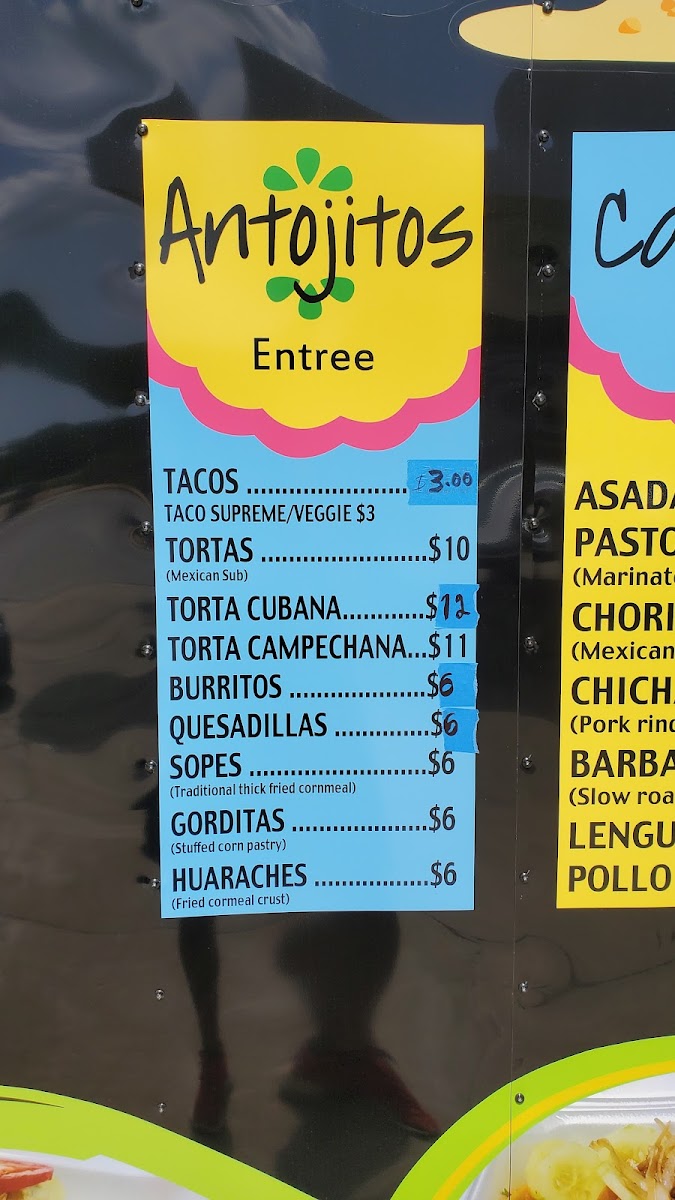 Antojitos
Entree
TACOS ........................ $3.00
TACO SUPREME/VEGGIE $3
TORTAS .........................$10
(Mexican Sub)
TORTA CUBANA............$12
TORTA CAMPECHANA...$11
BURRITOS ....................$6
QUESADILLAS ..............$6
SOPES ..........................$6
(Traditional thick fried cornmeal)
GORDITAS ....................$6
(Stuffed corn pastry)
HUARACHES .................$6
(Fried cormeal crust)
Ca
ASADA
PASTO
(Marinate
CHORI
(Mexican
CHICHA
(Pork rind
BARBA
(Slow roa
LENGU
POLLO